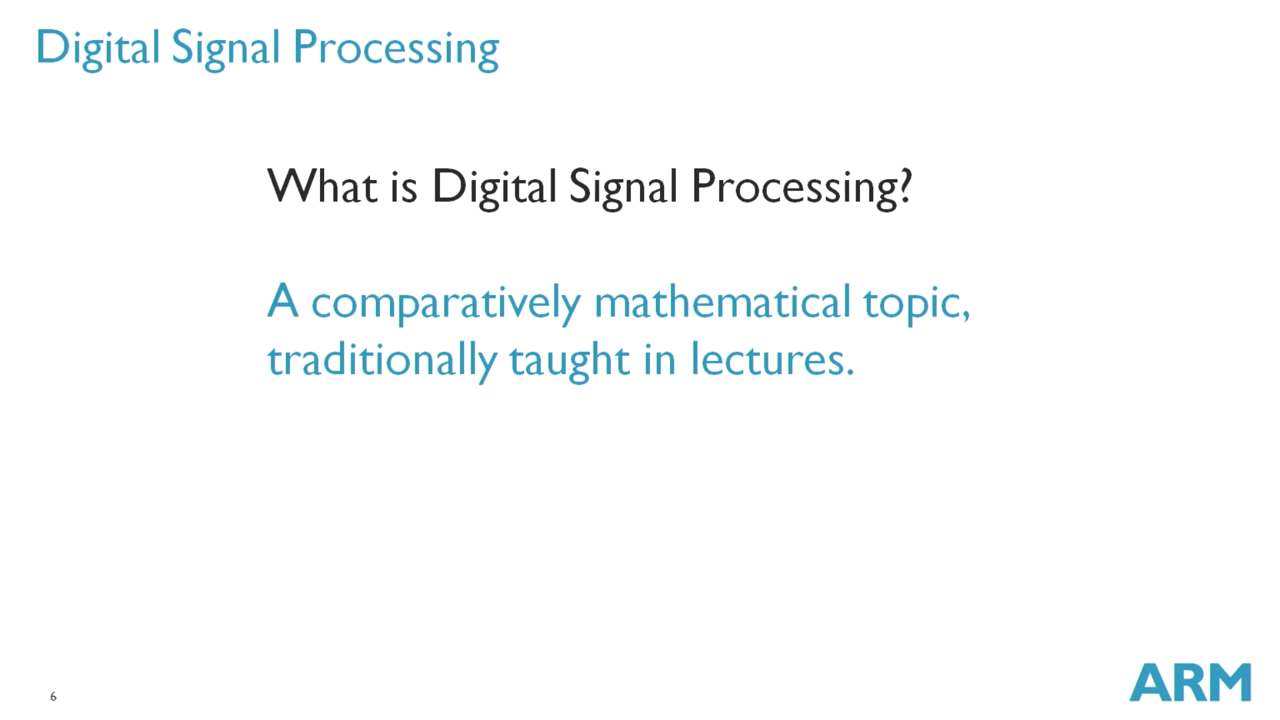 Digital Signal Processing
What is Digital Signal Processing?
A comparatively mathematical topic,
traditionally taught in lectures.
6
ARM